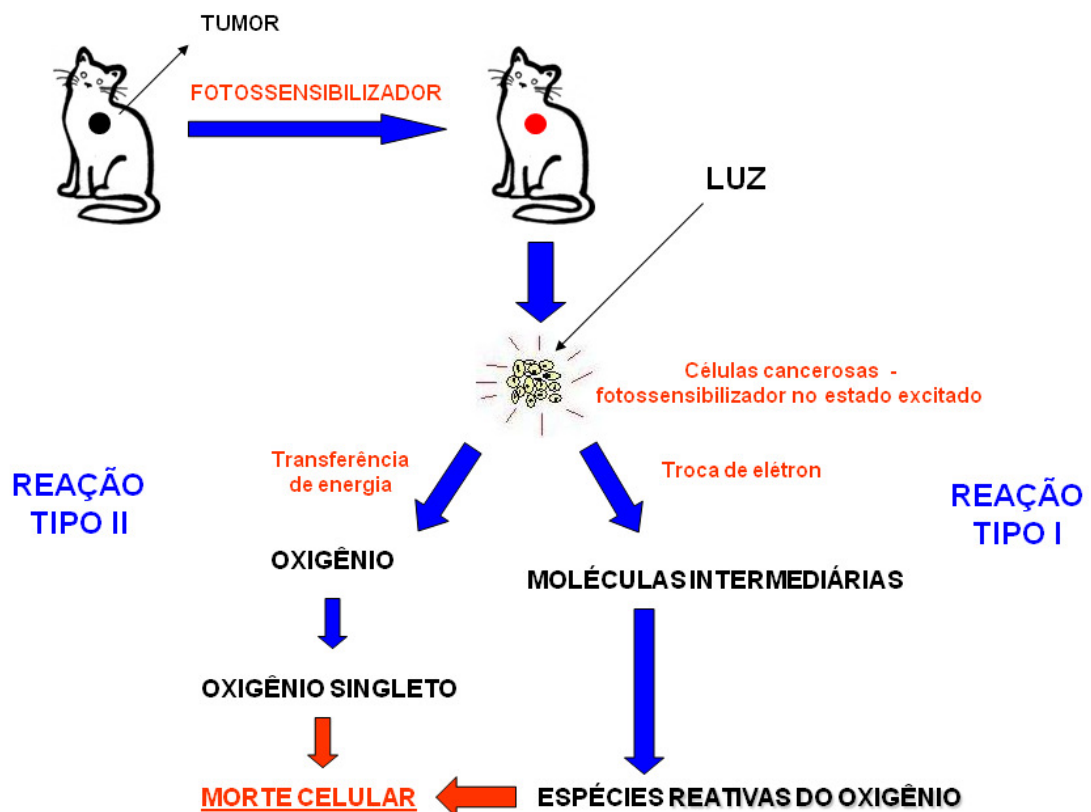 TUMOR
FOTOSSENSIBILIZADOR
LUZ
Células cancerosas -
fotossensibilizador no estado excitado
Transferência
de energia
Troca de elétron
REAÇÃO
TIPO II
REAÇÃO
TIPO I
OXIGÊNIO
MOLÉCULAS INTERMEDIÁRIAS
OXIGÊNIO SINGLETO
MORTE CELULAR
ESPÉCIES REATIVAS DO OXIGÊNIO